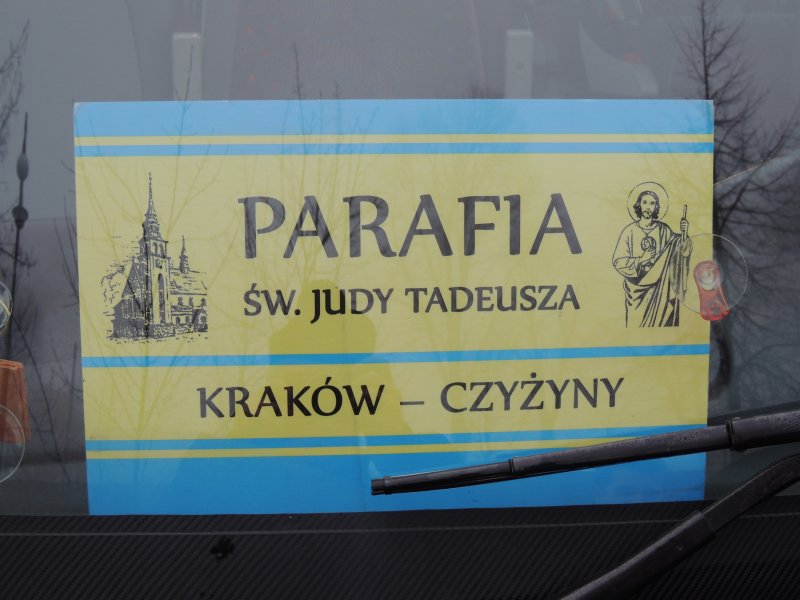 PARAFIA
ŚW. JUDY TADEUSZA
KRAKÓW – CZYŻYNY